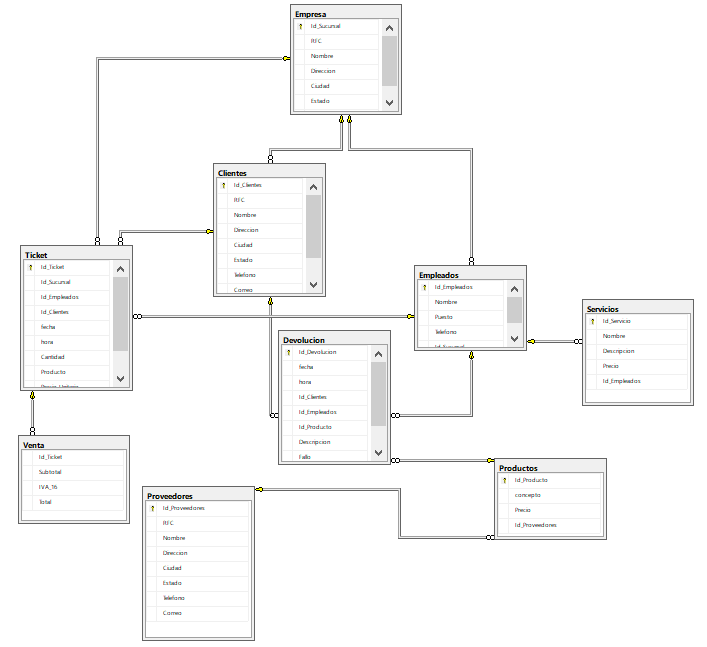 Empresa
Id_Sucursal
RFC
Nombre
Direccion
Ciudad
Estado
Clientes
Id_Clientes
RFC
Nombre
Direccion
Ciudad
Estado
Telefono
Correo
Ticket
Id_Ticket
Id_Sucursal
Id_Empleados
Id_Clientes
fecha
hora
Cantidad
Producto
Precio_Unitario
Empleados
Id_Empleados
Nombre
Puesto
Telefono
Id_Sucursal
Servicios
Id_Servicio
Nombre
Descripcion
Precio
Id_Empleados
Devolucion
Id_Devolucion
fecha
hora
Id_Clientes
Id_Empleados
Id_Producto
Descripcion
Fallo
Venta
Id_Ticket
Subtotal
IVA_16
Total
Productos
Id_Producto
concepto
Precio
Id_Proveedores
Proveedores
Id_Proveedores
RFC
Nombre
Direccion
Ciudad
Estado
Telefono
Correo